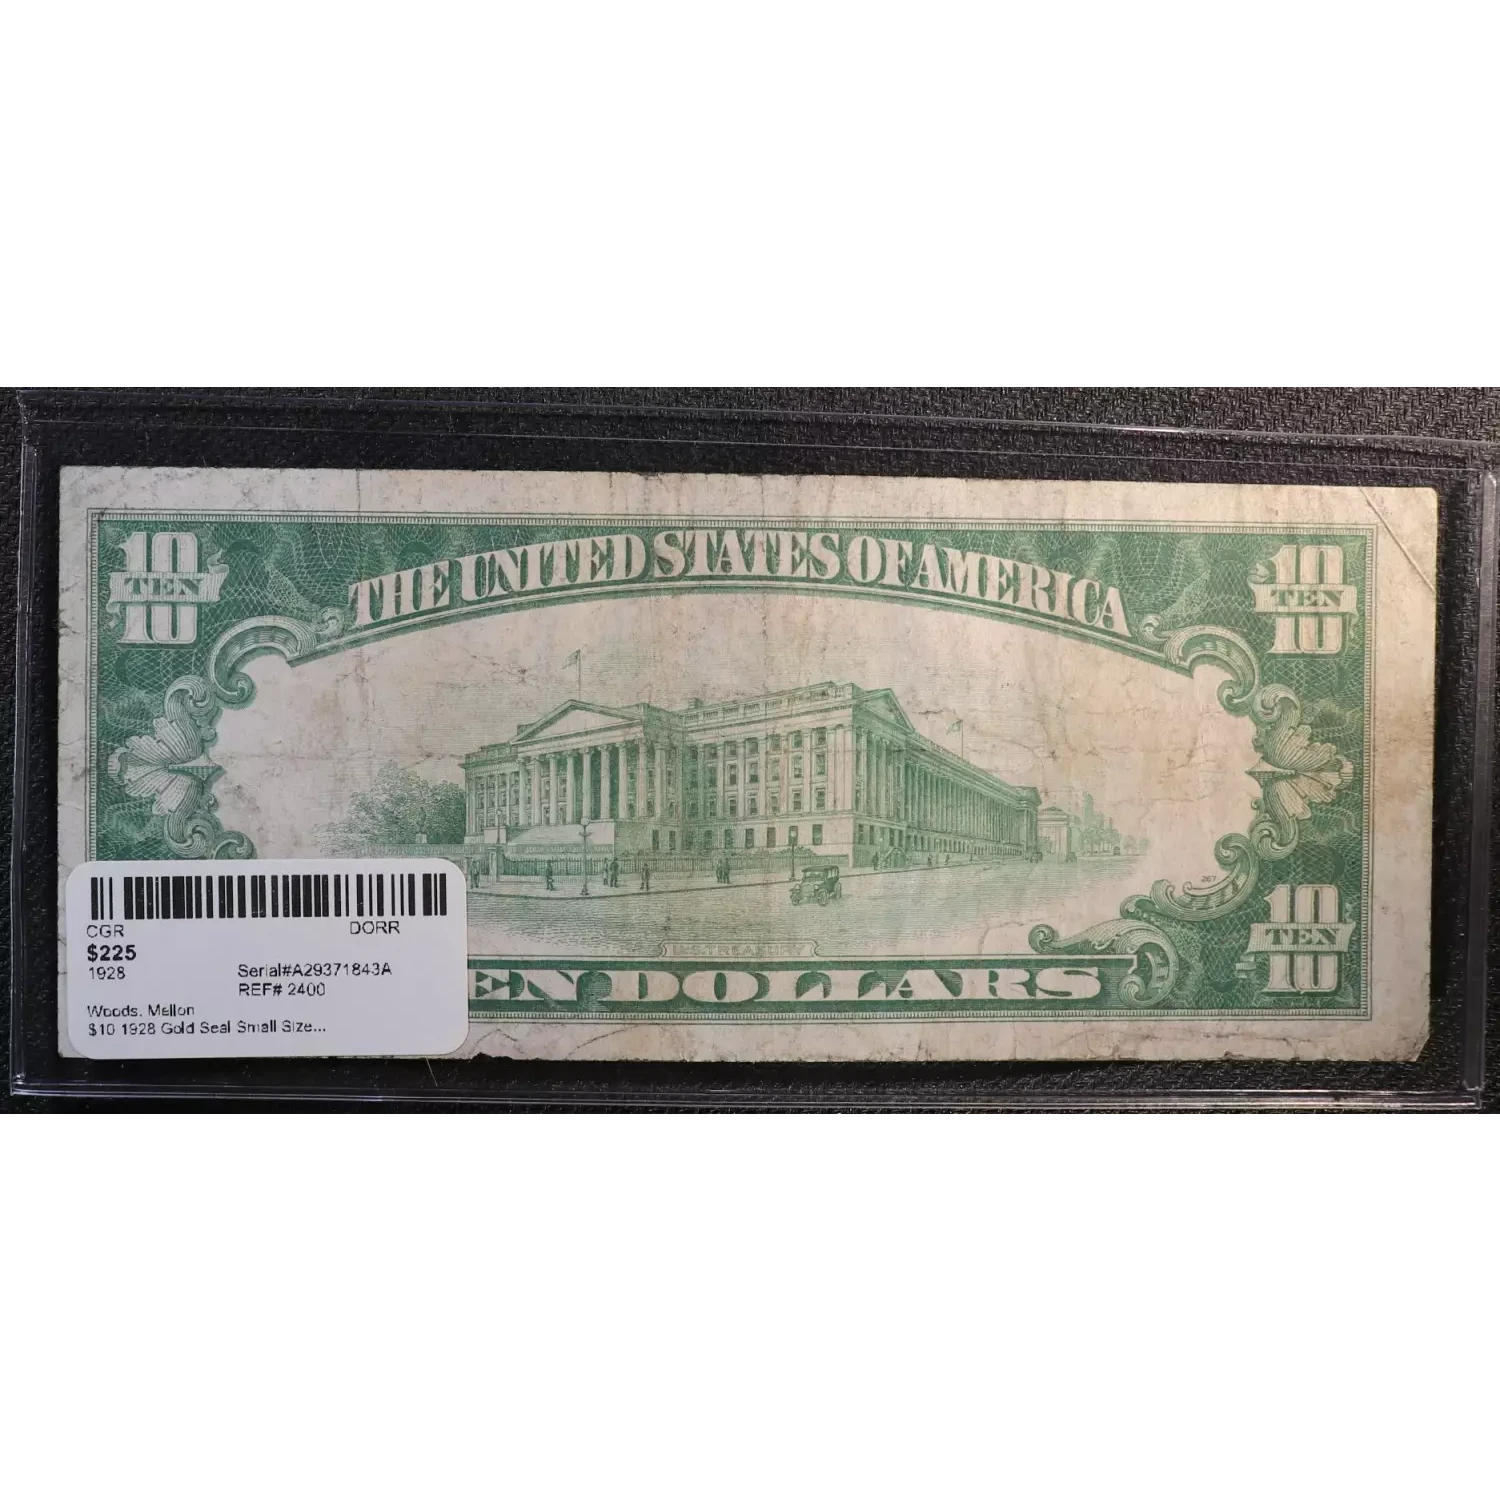 THE UNITED STATES OF AMERICA
10
TEN
10
10
TEN
10
267
U.S. TREASURY
EN DOLLARS
10
TEN
10
CGR DORR
$225
1928 Serial#A29371843A
REF# 2400
Woods, Mellon
$10 1928 Gold Seal Small Size...